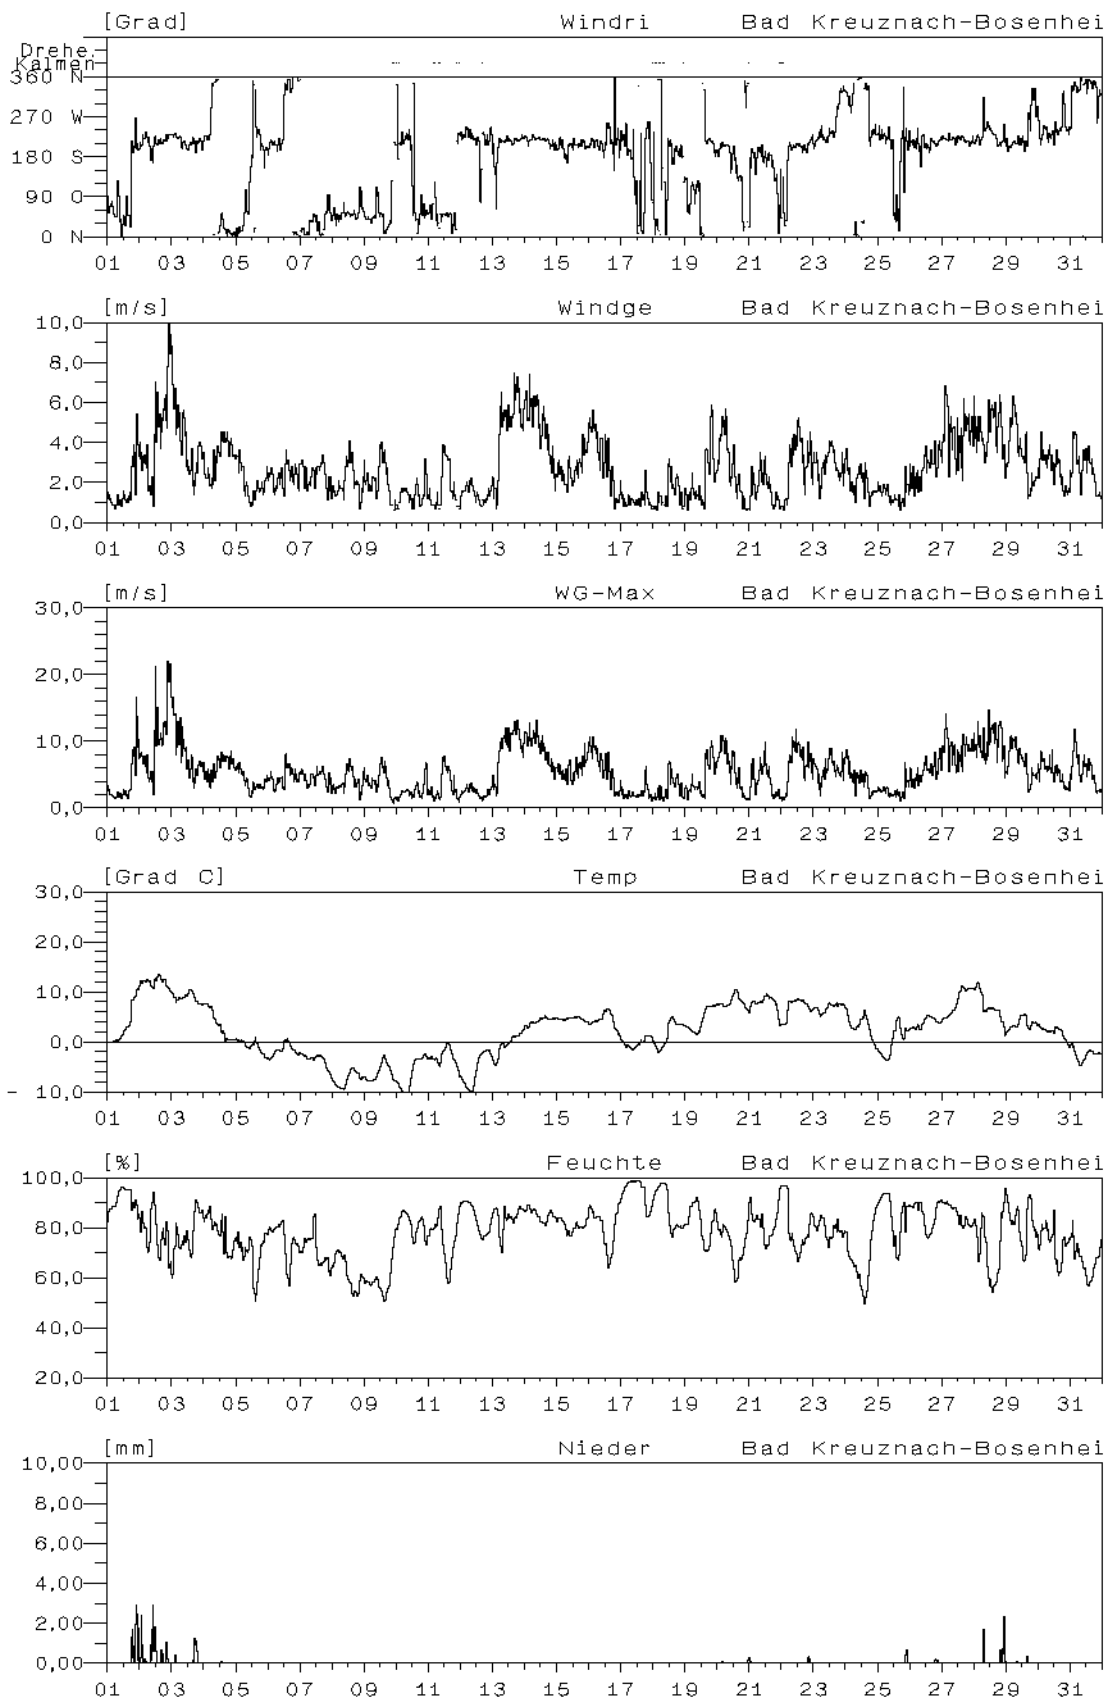 [Grad] Windri Bad Kreuznach-Bosenhei
Drehe.
Kalmen
360 N
270 W
180 S
90 O
0 N
01 03 05 07 09 11 13 15 17 19 21 23 25 27 29 31
[m/s] Windge Bad Kreuznach-Bosenhei
10,0
8,0
6,0
4,0
2,0
0,0
01 03 05 07 09 11 13 15 17 19 21 23 25 27 29 31
[m/s] WG-Max Bad Kreuznach-Bosenhei
30,0
20,0
10,0
0,0
01 03 05 07 09 11 13 15 17 19 21 23 25 27 29 31
[Grad C] Temp Bad Kreuznach-Bosenhei
30,0
20,0
10,0
0,0
- 10,0
01 03 05 07 09 11 13 15 17 19 21 23 25 27 29 31
[%] Feuchte Bad Kreuznach-Bosenhei
100,0
80,0
60,0
40,0
20,0
01 03 05 07 09 11 13 15 17 19 21 23 25 27 29 31
[mm] Nieder Bad Kreuznach-Bosenhei
10,00
8,00
6,00
4,00
2,00
0,00
01 03 05 07 09 11 13 15 17 19 21 23 25 27 29 31